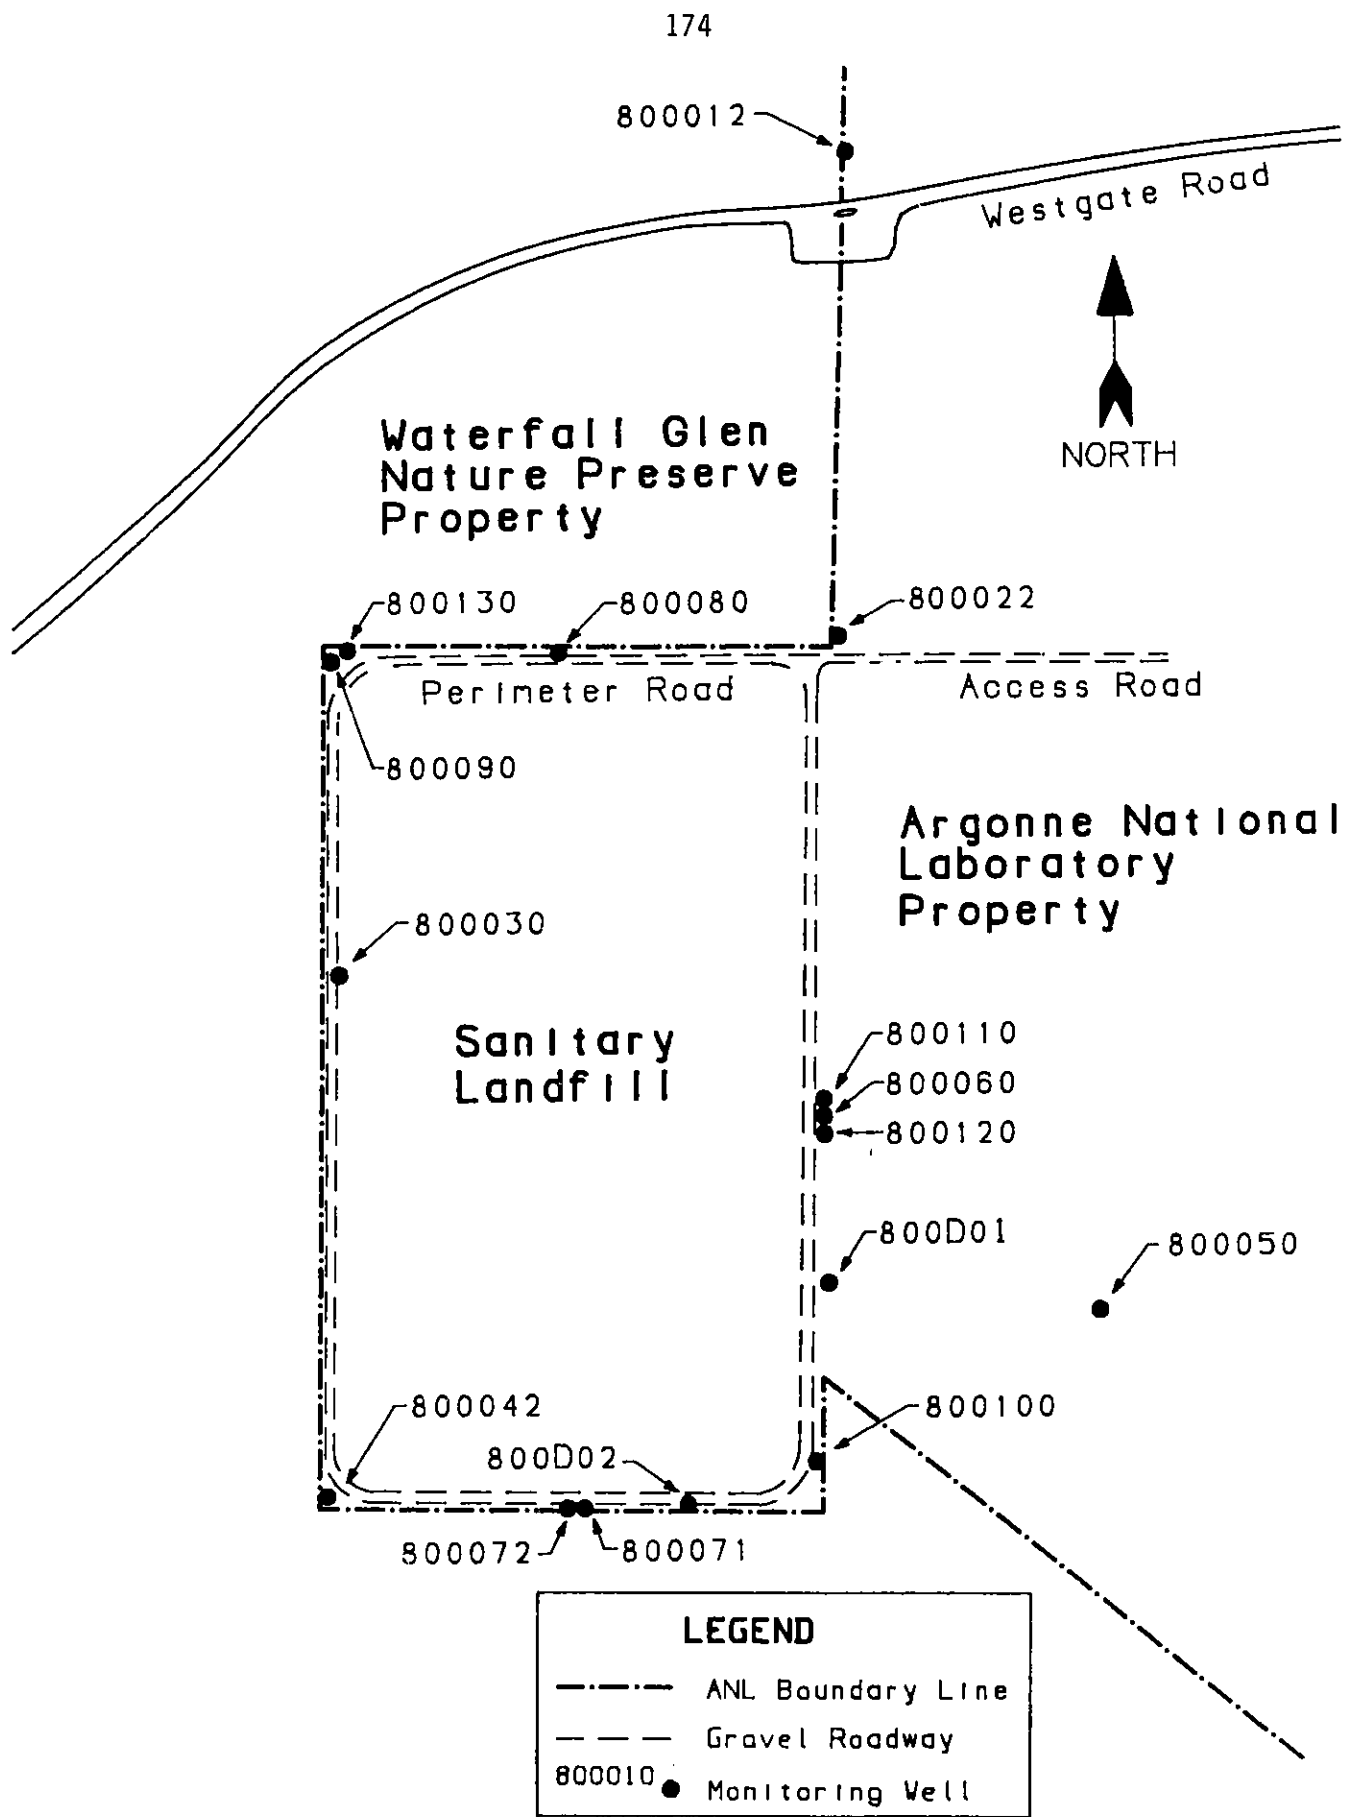 174
800012
Westgate Road
NORTH
Waterfall Glen
Nature Preserve
Property
800130
800080
800022
Perimeter Road
Access Road
800090
Argonne National
Laboratory
Property
800030
Sanitary
Landfill
800110
800060
800120
800D01
800050
800042
800100
800D02
800072
800071
LEGEND
ANL Boundary Line
Gravel Roadway
800010 Monitoring Well